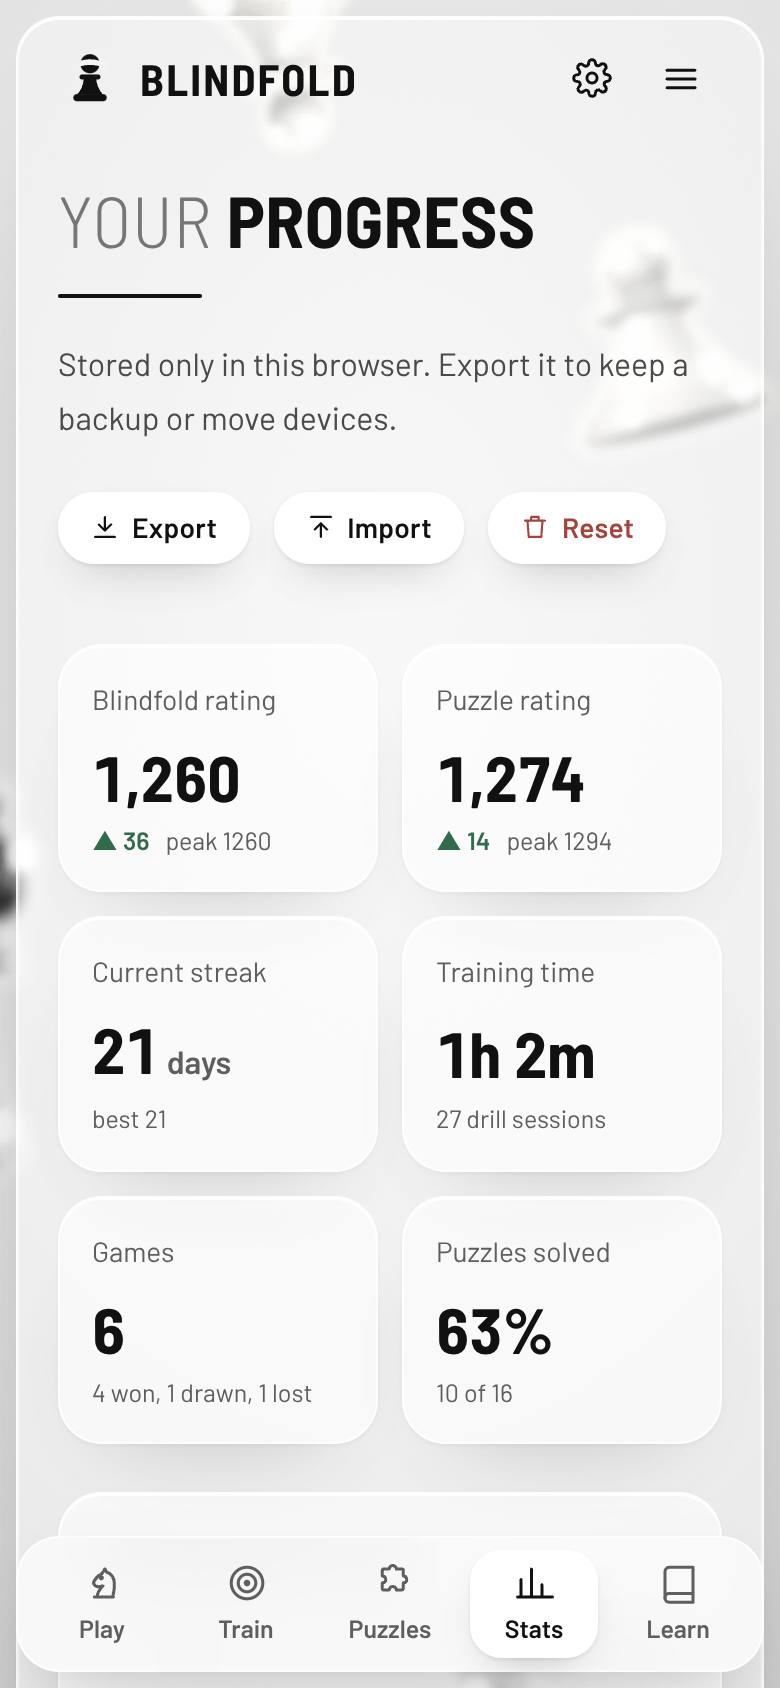 BLINDFOLD
YOUR PROGRESS
Stored only in this browser. Export it to keep a
backup or move devices.
Export Import Reset
Blindfold rating
1,260
▲ 36 peak 1260
Puzzle rating
1,274
▲ 14 peak 1294
Current streak
21 days
best 21
Training time
1h 2m
27 drill sessions
Games
6
4 won, 1 drawn, 1 lost
Puzzles solved
63%
10 of 16
Play Train Puzzles Stats Learn